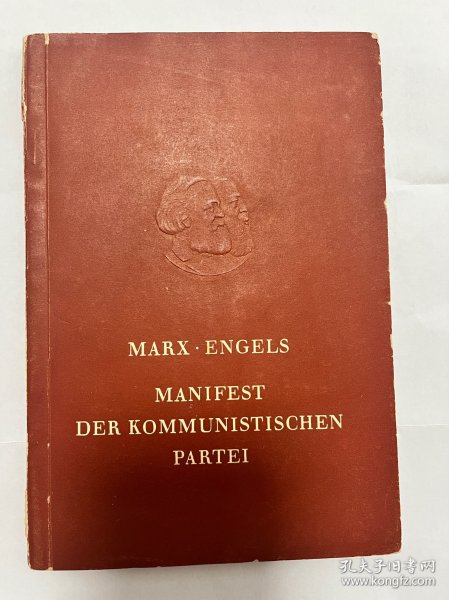 MARX · ENGELS
MANIFEST
DER KOMMUNISTISCHEN
PARTEI
孔夫子旧书网
www.kongfz.com